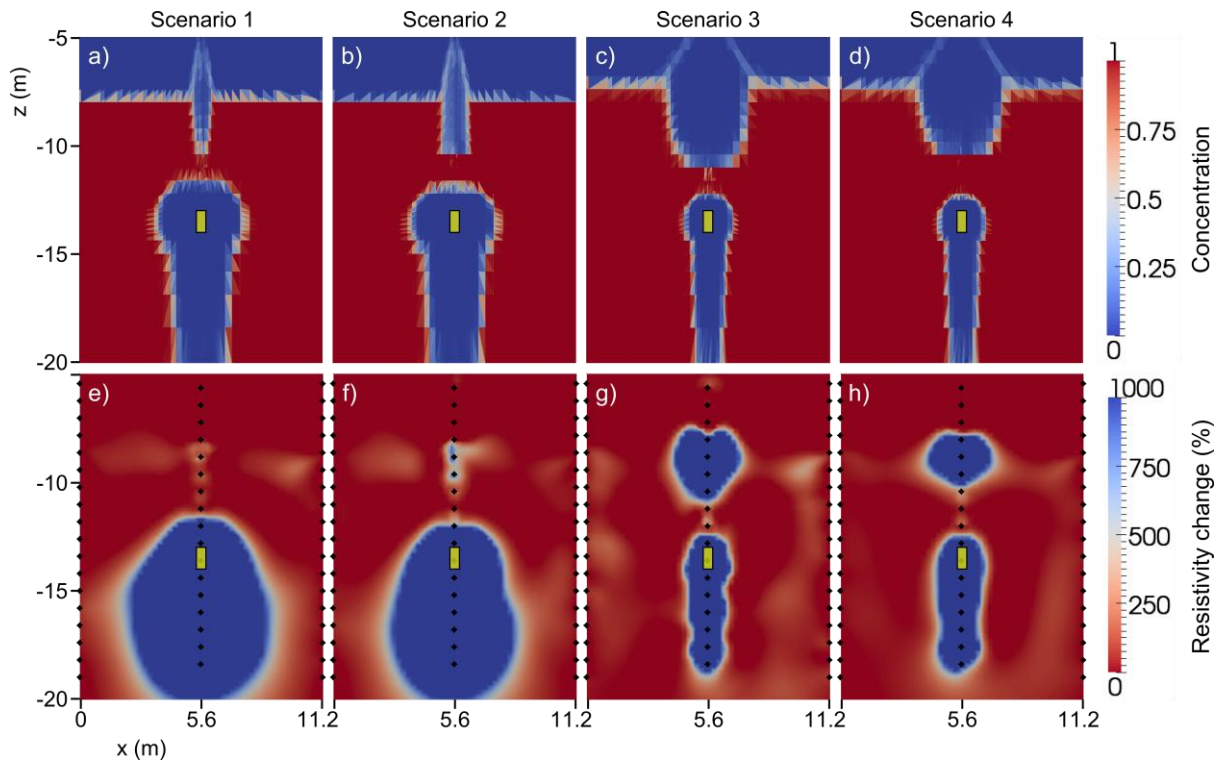 Scenario 1 Scenario 2 Scenario 3 Scenario 4
-5 a) b) c) d) 1
z (m) -10 -15 -20
0.75
0.5
0.25
0
Concentration
e) f) g) h) 1000
-10 -15 -20
750
500
250
0
Resistivity change (%)
0 5.6 11.2 5.6 11.2 5.6 11.2 5.6 11.2
x (m)